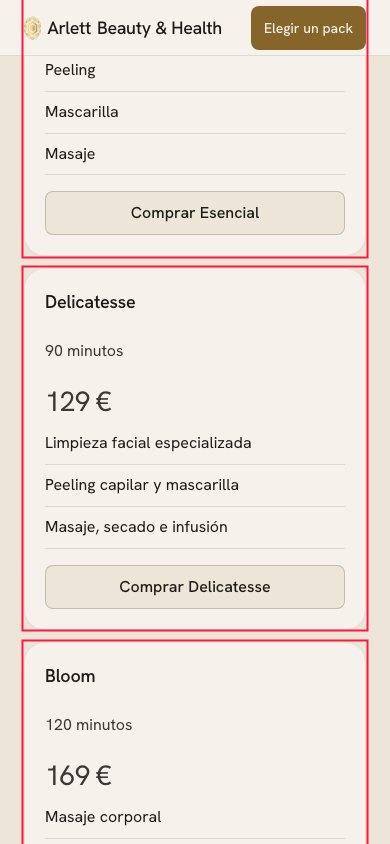 Arlett Beauty & Health
Elegir un pack
Peeling
Mascarilla
Masaje
Comprar Esencial
Delicatesse
90 minutos
129 €
Limpieza facial especializada
Peeling capilar y mascarilla
Masaje, secado e infusión
Comprar Delicatesse
Bloom
120 minutos
169 €
Masaje corporal